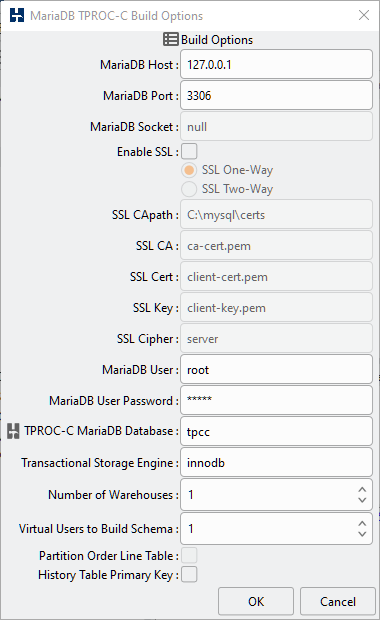 MariaDB TPROC-C Build Options
Build Options
MariaDB Host : 127.0.0.1
MariaDB Port : 3306
MariaDB Socket : null
Enable SSL :
SSL One-Way
SSL Two-Way
SSL CApath : C:\mysql\certs
SSL CA : ca-cert.pem
SSL Cert : client-cert.pem
SSL Key : client-key.pem
SSL Cipher : server
MariaDB User : root
MariaDB User Password : *****
TPROC-C MariaDB Database : tpcc
Transactional Storage Engine : innodb
Number of Warehouses : 1
Virtual Users to Build Schema : 1
Partition Order Line Table :
History Table Primary Key :
OK Cancel